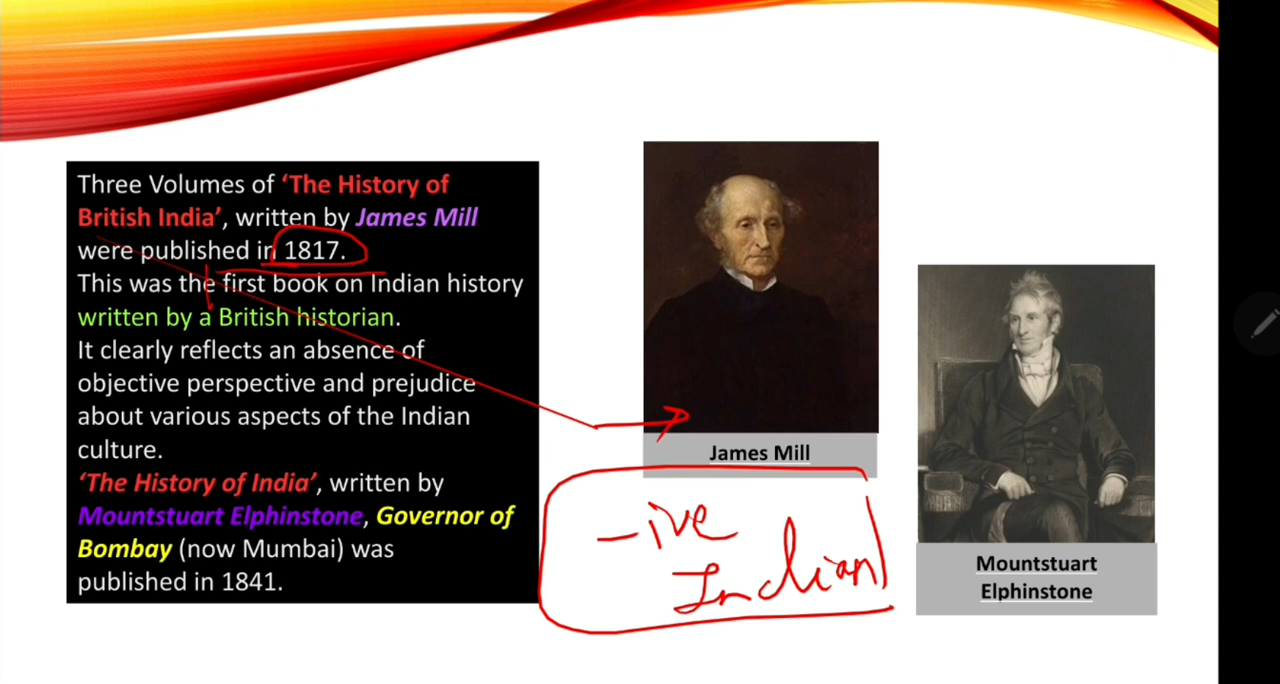 Three Volumes of ‘The History of
British India’, written by James Mill
were published in 1817.
This was the first book on Indian history
written by a British historian.
It clearly reflects an absence of
objective perspective and prejudice
about various aspects of the Indian
culture.
‘The History of India’, written by
Mountstuart Elphinstone, Governor of
Bombay (now Mumbai) was
published in 1841.
James Mill
-ive
Indian
Mountstuart
Elphinstone